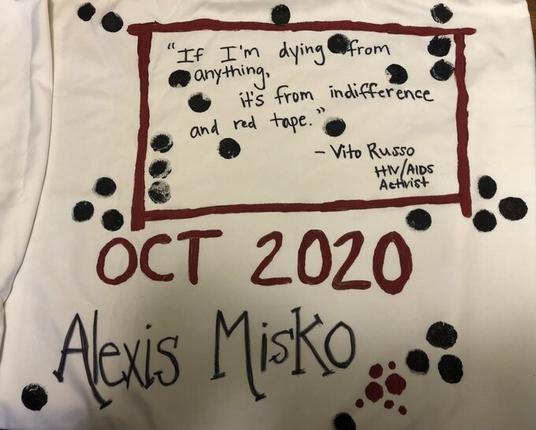 "If I'm dying from
anything,
it's from indifference
and red tape."
- Vito Russo
HIV/AIDS
Activist
OCT 2020
Alexis Misko